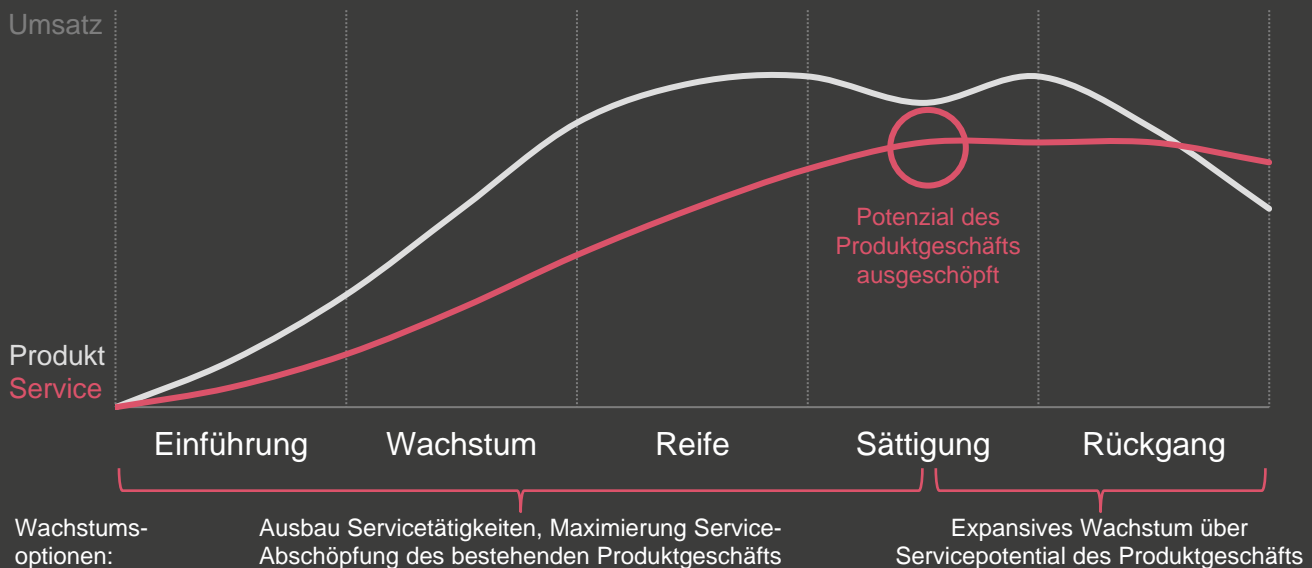 Umsatz
Potenzial des
Produktgeschäfts
ausgeschöpft
Produkt
Service
Einführung
Wachstum
Reife
Sättigung
Rückgang
Wachstums-
optionen:
Ausbau Servicetätigkeiten, Maximierung Service-
Abschöpfung des bestehenden Produktgeschäfts
Expansives Wachstum über
Servicepotential des Produktgeschäfts